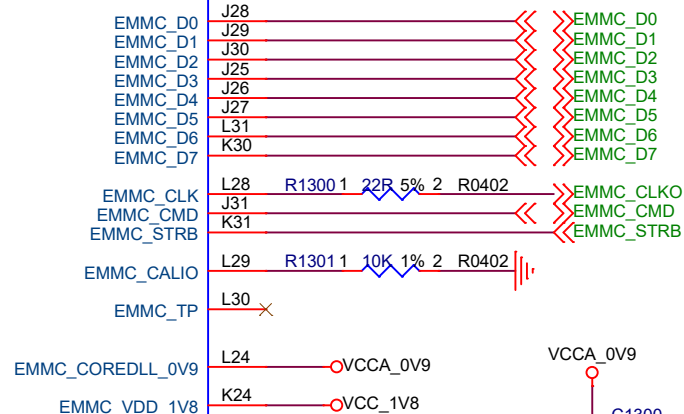 EMMC_D0 J28 EMMC_D0
EMMC_D1 J29 EMMC_D1
EMMC_D2 J30 EMMC_D2
EMMC_D3 J25 EMMC_D3
EMMC_D4 J26 EMMC_D4
EMMC_D5 J27 EMMC_D5
EMMC_D6 L31 EMMC_D6
EMMC_D7 K30 EMMC_D7
EMMC_CLK L28 R1300 1 22R 5% 2 R0402 EMMC_CLKO
EMMC_CMD J31 EMMC_CMD
EMMC_STRB K31 EMMC_STRB
EMMC_CALIO L29 R1301 1 10K 1% 2 R0402
EMMC_TP L30
VCCA_0V9
EMMC_COREDLL_0V9 L24 VCCA_0V9
EMMC_VDD_1V8 K24 VCC_1V8
C1300